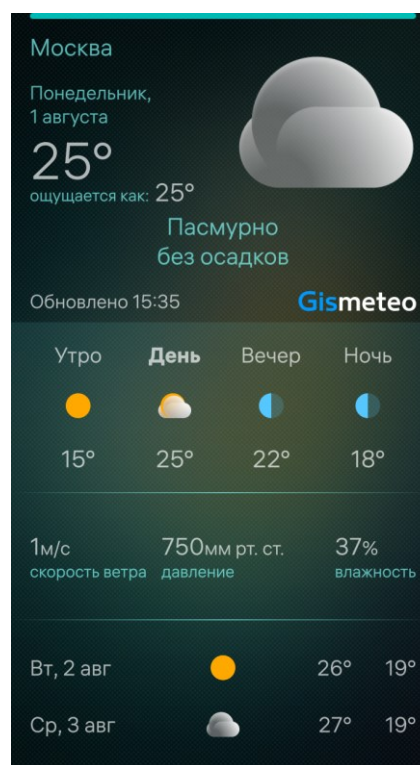 Москва
Понедельник,
1 августа
25°
ощущается как: 25°
Пасмурно
без осадков
Обновлено 15:35 Gismeteo
Утро День Вечер Ночь
15° 25° 22° 18°
1м/с 750мм рт. ст. 37%
скорость ветра давление влажность
Вт, 2 авг 26° 19°
Ср, 3 авг 27° 19°